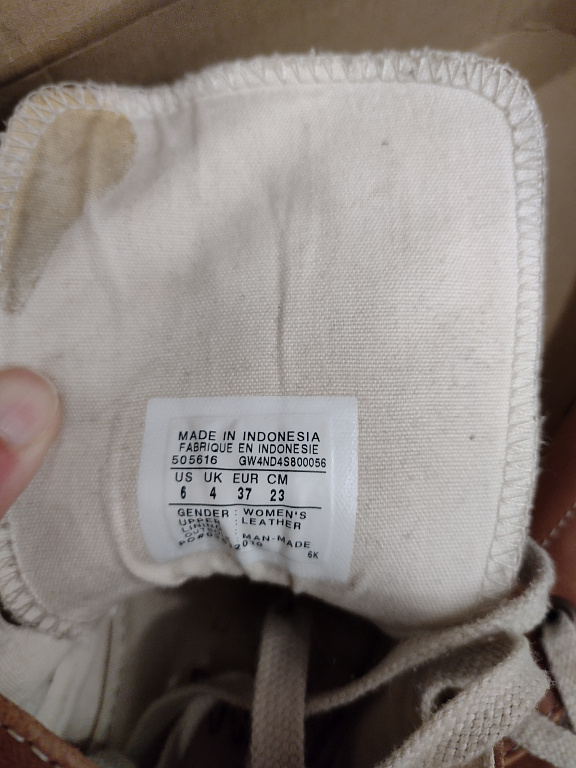 MADE IN INDONESIA
FABRIQUE EN INDONESIE
505616 GW4ND4S800056
US UK EUR CM
6 4 37 23
GENDER : WOMEN'S
UPPER : LEATHER
LINING
MAN-MADE
6K